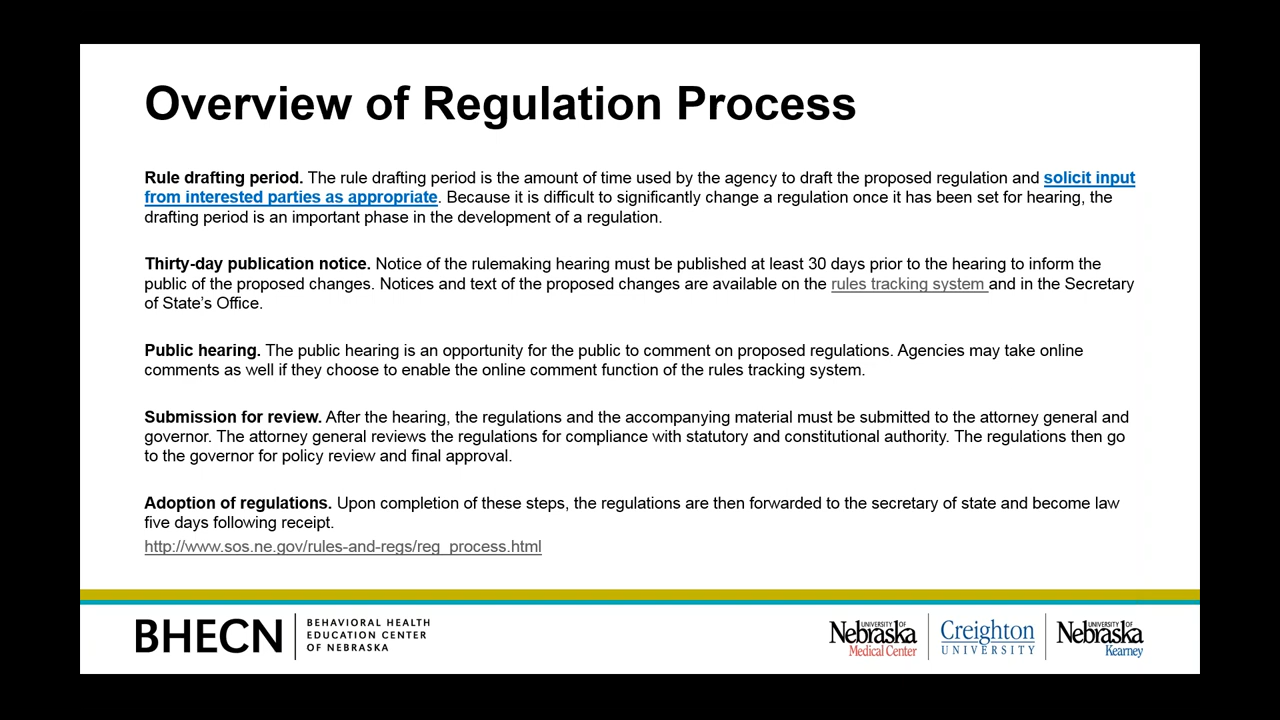 Overview of Regulation Process
Rule drafting period. The rule drafting period is the amount of time used by the agency to draft the proposed regulation and solicit input
from interested parties as appropriate. Because it is difficult to significantly change a regulation once it has been set for hearing, the
drafting period is an important phase in the development of a regulation.
Thirty-day publication notice. Notice of the rulemaking hearing must be published at least 30 days prior to the hearing to inform the
public of the proposed changes. Notices and text of the proposed changes are available on the rules tracking system and in the Secretary
of State's Office.
Public hearing. The public hearing is an opportunity for the public to comment on proposed regulations. Agencies may take online
comments as well if they choose to enable the online comment function of the rules tracking system.
Submission for review. After the hearing, the regulations and the accompanying material must be submitted to the attorney general and
governor. The attorney general reviews the regulations for compliance with statutory and constitutional authority. The regulations then go
to the governor for policy review and final approval.
Adoption of regulations. Upon completion of these steps, the regulations are then forwarded to the secretary of state and become law
five days following receipt.
http://www.sos.ne.gov/rules-and-regs/reg_process.html
BHECN
BEHAVIORAL HEALTH
EDUCATION CENTER
OF NEBRASKA
UNIVERSITY OF
Nebraska
Medical Center
Creighton
UNIVERSITY
UNIVERSITY OF
Nebraska
Kearney